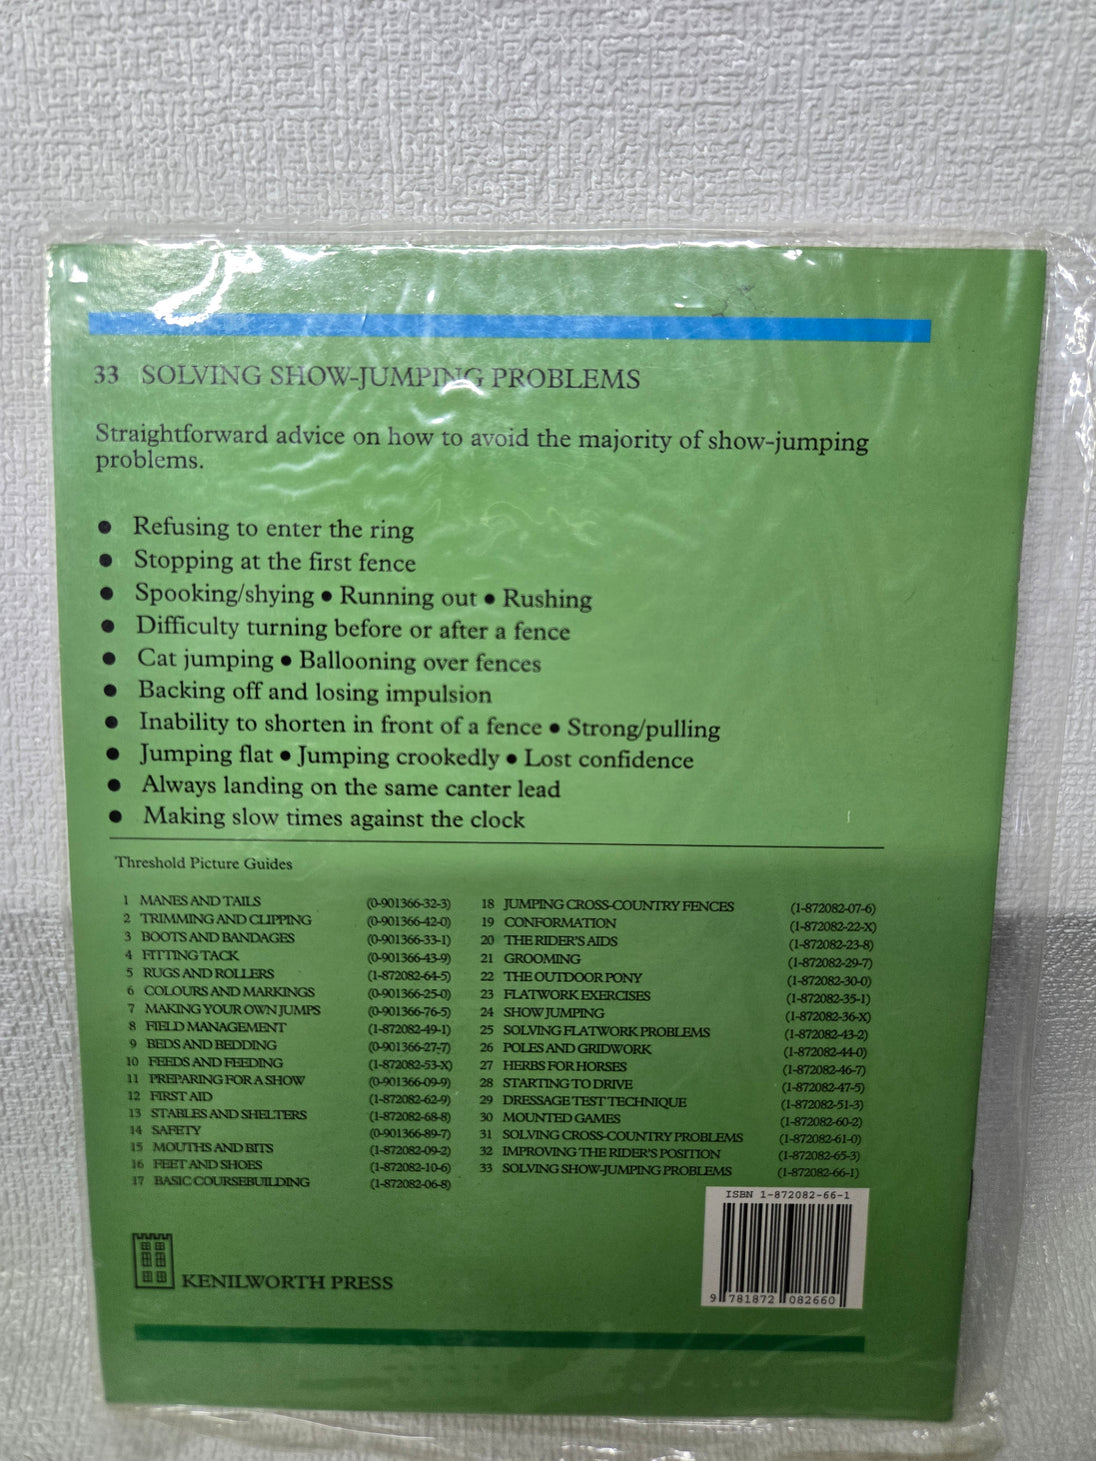 33 SOLVING SHOW-JUMPING PROBLEMS
Straightforward advice on how to avoid the majority of show-jumping
problems.
● Refusing to enter the ring
● Stopping at the first fence
● Spooking/shying ● Running out ● Rushing
● Difficulty turning before or after a fence
● Cat jumping ● Ballooning over fences
● Backing off and losing impulsion
● Inability to shorten in front of a fence ● Strong/pulling
● Jumping flat ● Jumping crookedly ● Lost confidence
● Always landing on the same canter lead
● Making slow times against the clock
Threshold Picture Guides
1 MANES AND TAILS (0-901366-32-3)
2 TRIMMING AND CLIPPING (0-901366-42-0)
3 BOOTS AND BANDAGES (0-901366-33-1)
4 FITTING TACK (0-901366-43-9)
5 RUGS AND ROLLERS (1-872082-64-5)
6 COLOURS AND MARKINGS (0-901366-25-0)
7 MAKING YOUR OWN JUMPS (0-901366-76-5)
8 FIELD MANAGEMENT (1-872082-49-1)
9 BEDS AND BEDDING (0-901366-27-7)
10 FEEDS AND FEEDING (1-872082-53-X)
11 PREPARING FOR A SHOW (0-901366-09-9)
12 FIRST AID (1-872082-62-9)
13 STABLES AND SHELTERS (1-872082-68-8)
14 SAFETY (0-901366-89-7)
15 MOUTHS AND BITS (1-872082-09-2)
16 FEET AND SHOES (1-872082-10-6)
17 BASIC COURSEBUILDING (1-872082-06-8)
18 JUMPING CROSS-COUNTRY FENCES (1-872082-07-6)
19 CONFORMATION (1-872082-22-X)
20 THE RIDER'S AIDS (1-872082-23-8)
21 GROOMING (1-872082-29-7)
22 THE OUTDOOR PONY (1-872082-30-0)
23 FLATWORK EXERCISES (1-872082-35-1)
24 SHOW JUMPING (1-872082-36-X)
25 SOLVING FLATWORK PROBLEMS (1-872082-43-2)
26 POLES AND GRIDWORK (1-872082-44-0)
27 HERBS FOR HORSES (1-872082-46-7)
28 STARTING TO DRIVE (1-872082-47-5)
29 DRESSAGE TEST TECHNIQUE (1-872082-51-3)
30 MOUNTED GAMES (1-872082-60-2)
31 SOLVING CROSS-COUNTRY PROBLEMS (1-872082-61-0)
32 IMPROVING THE RIDER'S POSITION (1-872082-65-3)
33 SOLVING SHOW-JUMPING PROBLEMS (1-872082-66-1)
ISBN 1-872082-66-1
9 781872 082660
KENILWORTH PRESS